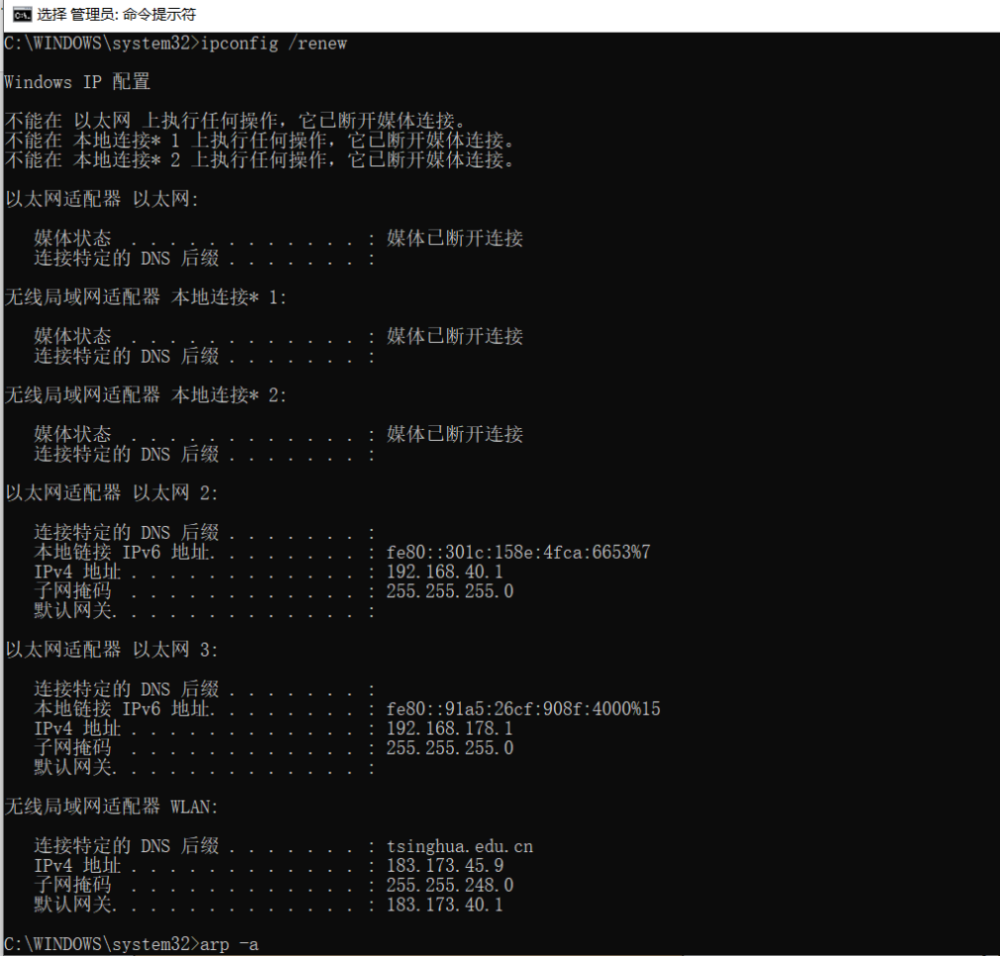 选择 管理员: 命令提示符
C:\WINDOWS\system32>ipconfig /renew
Windows IP 配置
不能在 以太网 上执行任何操作，它已断开媒体连接。
不能在 本地连接* 1 上执行任何操作，它已断开媒体连接。
不能在 本地连接* 2 上执行任何操作，它已断开媒体连接。
以太网适配器 以太网:
媒体状态 . . . . . . . . . . . . : 媒体已断开连接
连接特定的 DNS 后缀 . . . . . . . :
无线局域网适配器 本地连接* 1:
媒体状态 . . . . . . . . . . . . : 媒体已断开连接
连接特定的 DNS 后缀 . . . . . . . :
无线局域网适配器 本地连接* 2:
媒体状态 . . . . . . . . . . . . : 媒体已断开连接
连接特定的 DNS 后缀 . . . . . . . :
以太网适配器 以太网 2:
连接特定的 DNS 后缀 . . . . . . . :
本地链接 IPv6 地址. . . . . . . . : fe80::301c:158e:4fca:6653%7
IPv4 地址 . . . . . . . . . . . . : 192.168.40.1
子网掩码 . . . . . . . . . . . . : 255.255.255.0
默认网关. . . . . . . . . . . . . :
以太网适配器 以太网 3:
连接特定的 DNS 后缀 . . . . . . . :
本地链接 IPv6 地址. . . . . . . . : fe80::91a5:26cf:908f:4000%15
IPv4 地址 . . . . . . . . . . . . : 192.168.178.1
子网掩码 . . . . . . . . . . . . : 255.255.255.0
默认网关. . . . . . . . . . . . . :
无线局域网适配器 WLAN:
连接特定的 DNS 后缀 . . . . . . . : tsinghua.edu.cn
IPv4 地址 . . . . . . . . . . . . : 183.173.45.9
子网掩码 . . . . . . . . . . . . : 255.255.248.0
默认网关. . . . . . . . . . . . . : 183.173.40.1
C:\WINDOWS\system32>arp -a